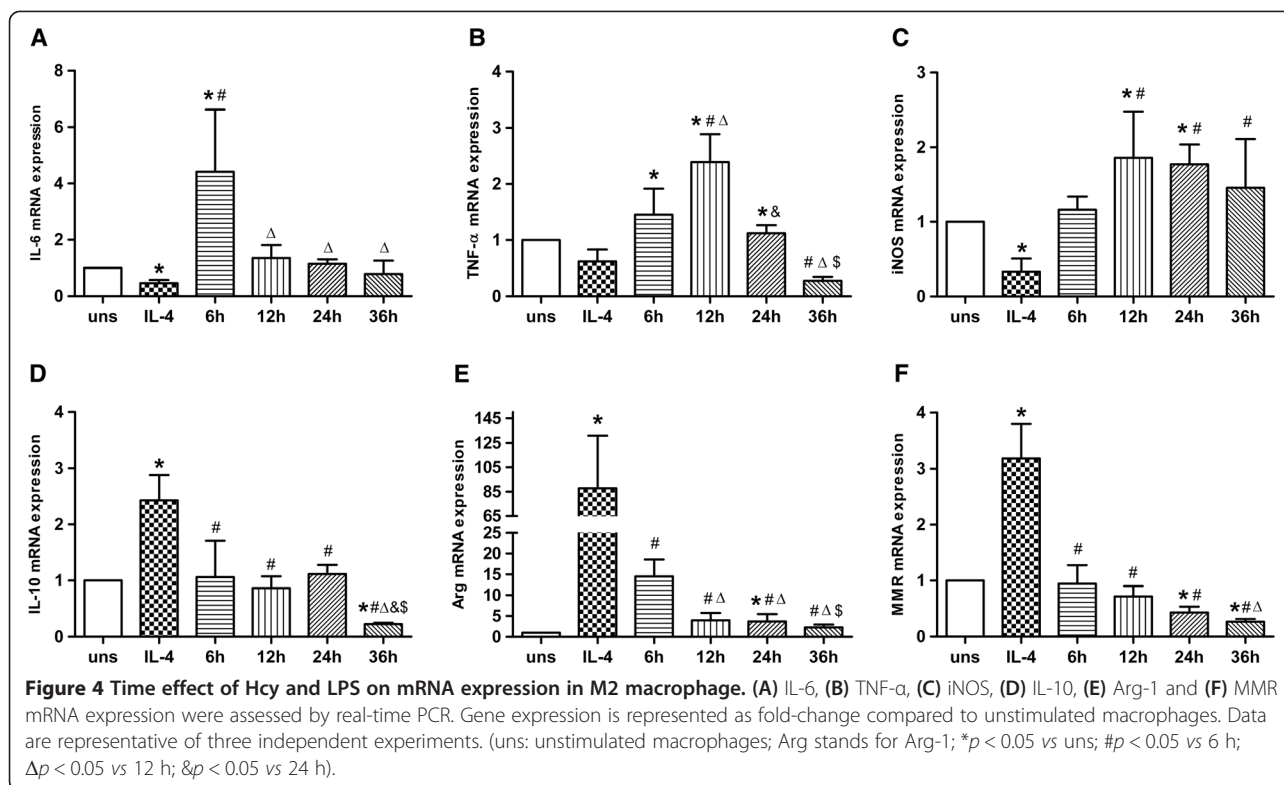 A
IL-6 mRNA expression
8
6
4
2
0
*
* #
Δ
Δ
Δ
uns IL-4 6h 12h 24h 36h
B
TNF-α mRNA expression
4
3
2
1
0
*
* # Δ
* &
# Δ $
uns IL-4 6h 12h 24h 36h
C
iNOS mRNA expression
3
2
1
0
*
* #
* #
#
uns IL-4 6h 12h 24h 36h
D
IL-10 mRNA expression
4
3
2
1
0
*
#
#
#
*#Δ&$
uns IL-4 6h 12h 24h 36h
E
Arg mRNA expression
145
125
105
85
65
25
20
15
10
5
0
*
#
#Δ
*#Δ
#Δ$
uns IL-4 6h 12h 24h 36h
F
MMR mRNA expression
4
3
2
1
0
*
#
#
*#
*#Δ
uns IL-4 6h 12h 24h 36h
Figure 4 Time effect of Hcy and LPS on mRNA expression in M2 macrophage. (A) IL-6, (B) TNF-α, (C) iNOS, (D) IL-10, (E) Arg-1 and (F) MMR
mRNA expression were assessed by real-time PCR. Gene expression is represented as fold-change compared to unstimulated macrophages. Data
are representative of three independent experiments. (uns: unstimulated macrophages; Arg stands for Arg-1; *p < 0.05 vs uns; #p < 0.05 vs 6 h;
Δp < 0.05 vs 12 h; &p < 0.05 vs 24 h).